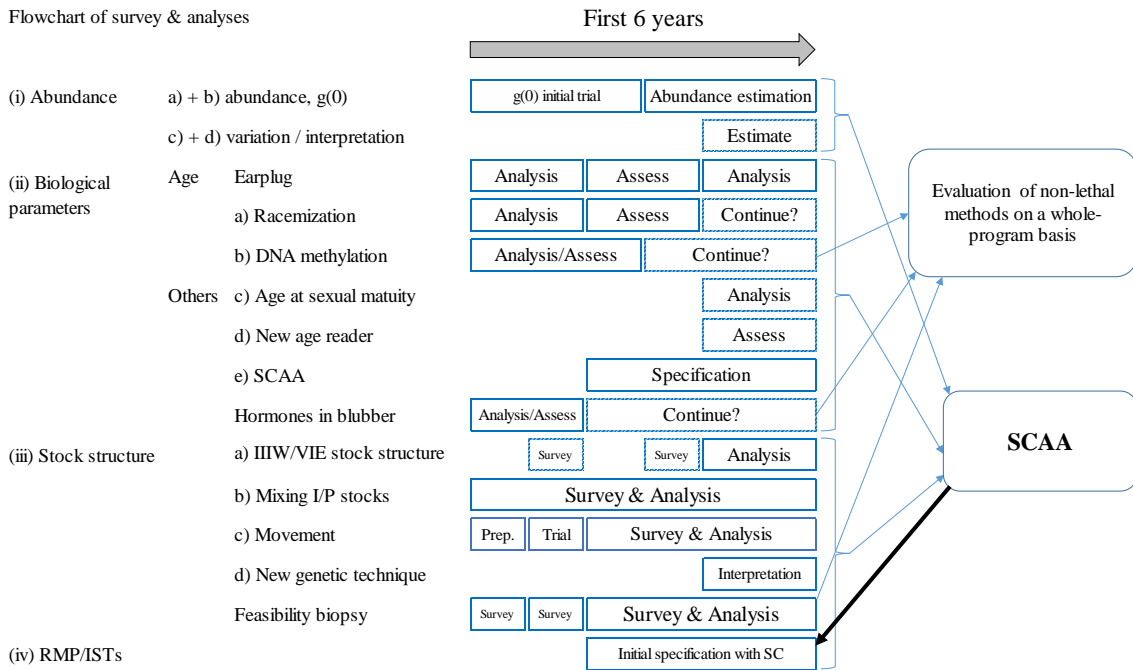 Flowchart of survey & analyses
First 6 years
(i) Abundance a) + b) abundance, g(0) g(0) initial trial Abundance estimation
c) + d) variation / interpretation Estimate
(ii) Biological
parameters
Age Earplug Analysis Assess Analysis
a) Racemization Analysis Assess Continue?
b) DNA methylation Analysis/Assess Continue?
Others c) Age at sexual matuity Analysis
d) New age reader Assess
e) SCAA Specification
Hormones in blubber Analysis/Assess Continue?
(iii) Stock structure a) IIIW/VIE stock structure Survey Survey Analysis
b) Mixing I/P stocks Survey & Analysis
c) Movement Prep. Trial Survey & Analysis
d) New genetic technique Interpretation
Feasibility biopsy Survey Survey Survey & Analysis
(iv) RMP/ISTs Initial specification with SC
Evaluation of non-lethal
methods on a whole-
program basis
SCAA